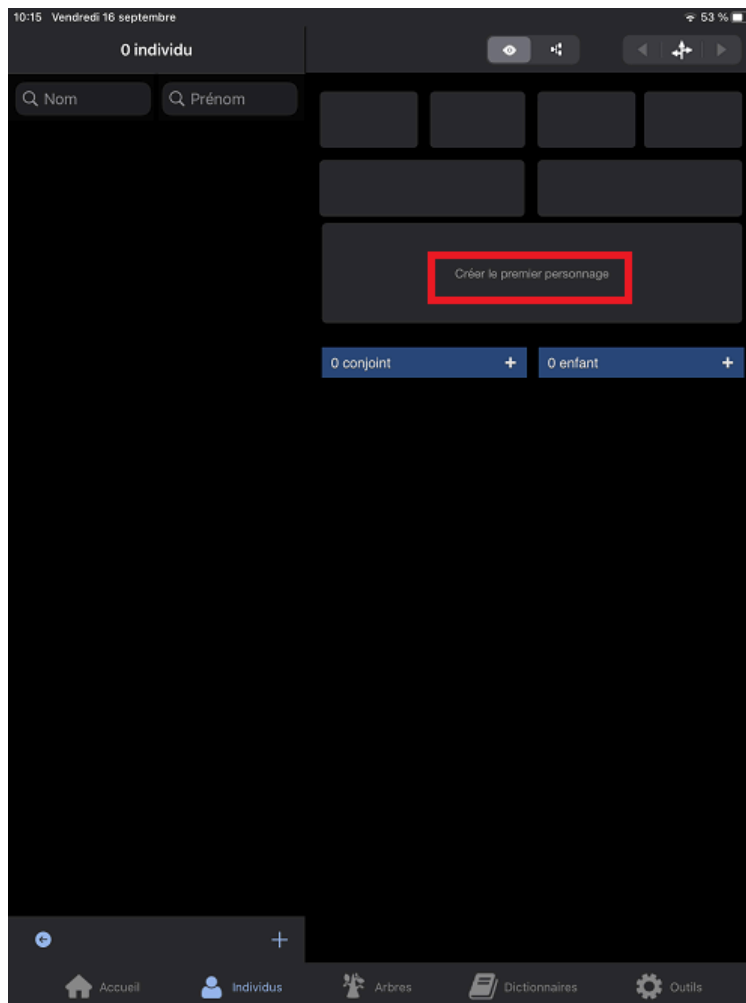 10:15 Vendredi 16 septembre 53 %
0 individu
Nom Prénom
Créer le premier personnage
0 conjoint + 0 enfant +
Accueil Individus Arbres Dictionnaires Outils